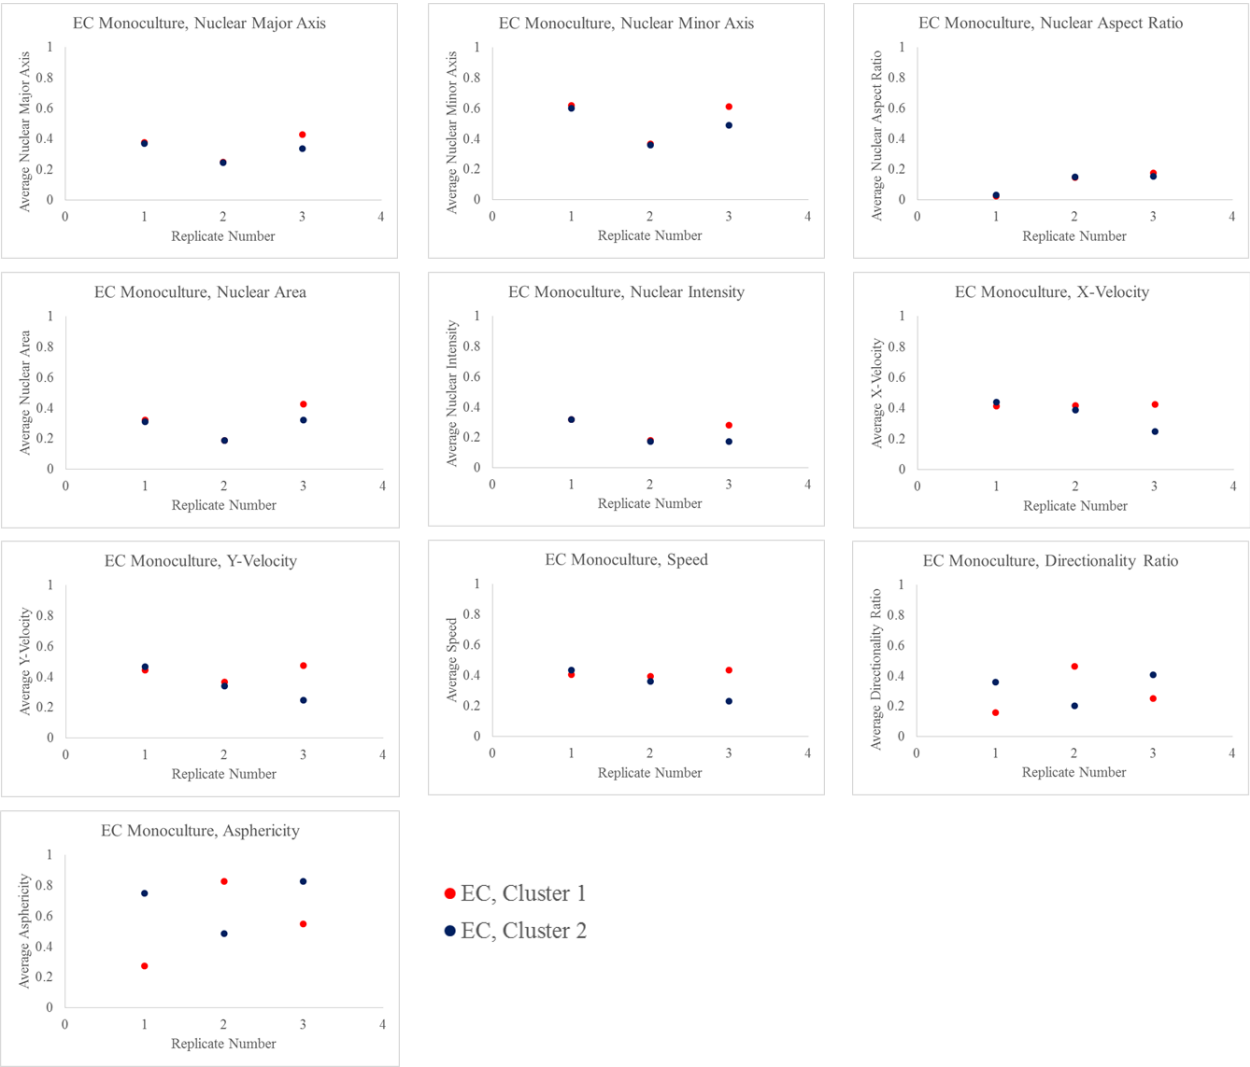 EC Monoculture, Nuclear Major Axis
Average Nuclear Major Axis
1
0.8
0.6
0.4
0.2
0
0 1 2 3 4
Replicate Number
EC Monoculture, Nuclear Minor Axis
Average Nuclear Minor Axis
1
0.8
0.6
0.4
0.2
0
0 1 2 3 4
Replicate Number
EC Monoculture, Nuclear Aspect Ratio
Average Nuclear Aspect Ratio
1
0.8
0.6
0.4
0.2
0
0 1 2 3 4
Replicate Number
EC Monoculture, Nuclear Area
Average Nuclear Area
1
0.8
0.6
0.4
0.2
0
0 1 2 3 4
Replicate Number
EC Monoculture, Nuclear Intensity
Average Nuclear Intensity
1
0.8
0.6
0.4
0.2
0
0 1 2 3 4
Replicate Number
EC Monoculture, X-Velocity
Average X-Velocity
1
0.8
0.6
0.4
0.2
0
0 1 2 3 4
Replicate Number
EC Monoculture, Y-Velocity
Average Y-Velocity
1
0.8
0.6
0.4
0.2
0
0 1 2 3 4
Replicate Number
EC Monoculture, Speed
Average Speed
1
0.8
0.6
0.4
0.2
0
0 1 2 3 4
Replicate Number
EC Monoculture, Directionality Ratio
Average Directionality Ratio
1
0.8
0.6
0.4
0.2
0
0 1 2 3 4
Replicate Number
EC Monoculture, Asphericity
Average Asphericity
1
0.8
0.6
0.4
0.2
0
0 1 2 3 4
Replicate Number
EC, Cluster 1
EC, Cluster 2